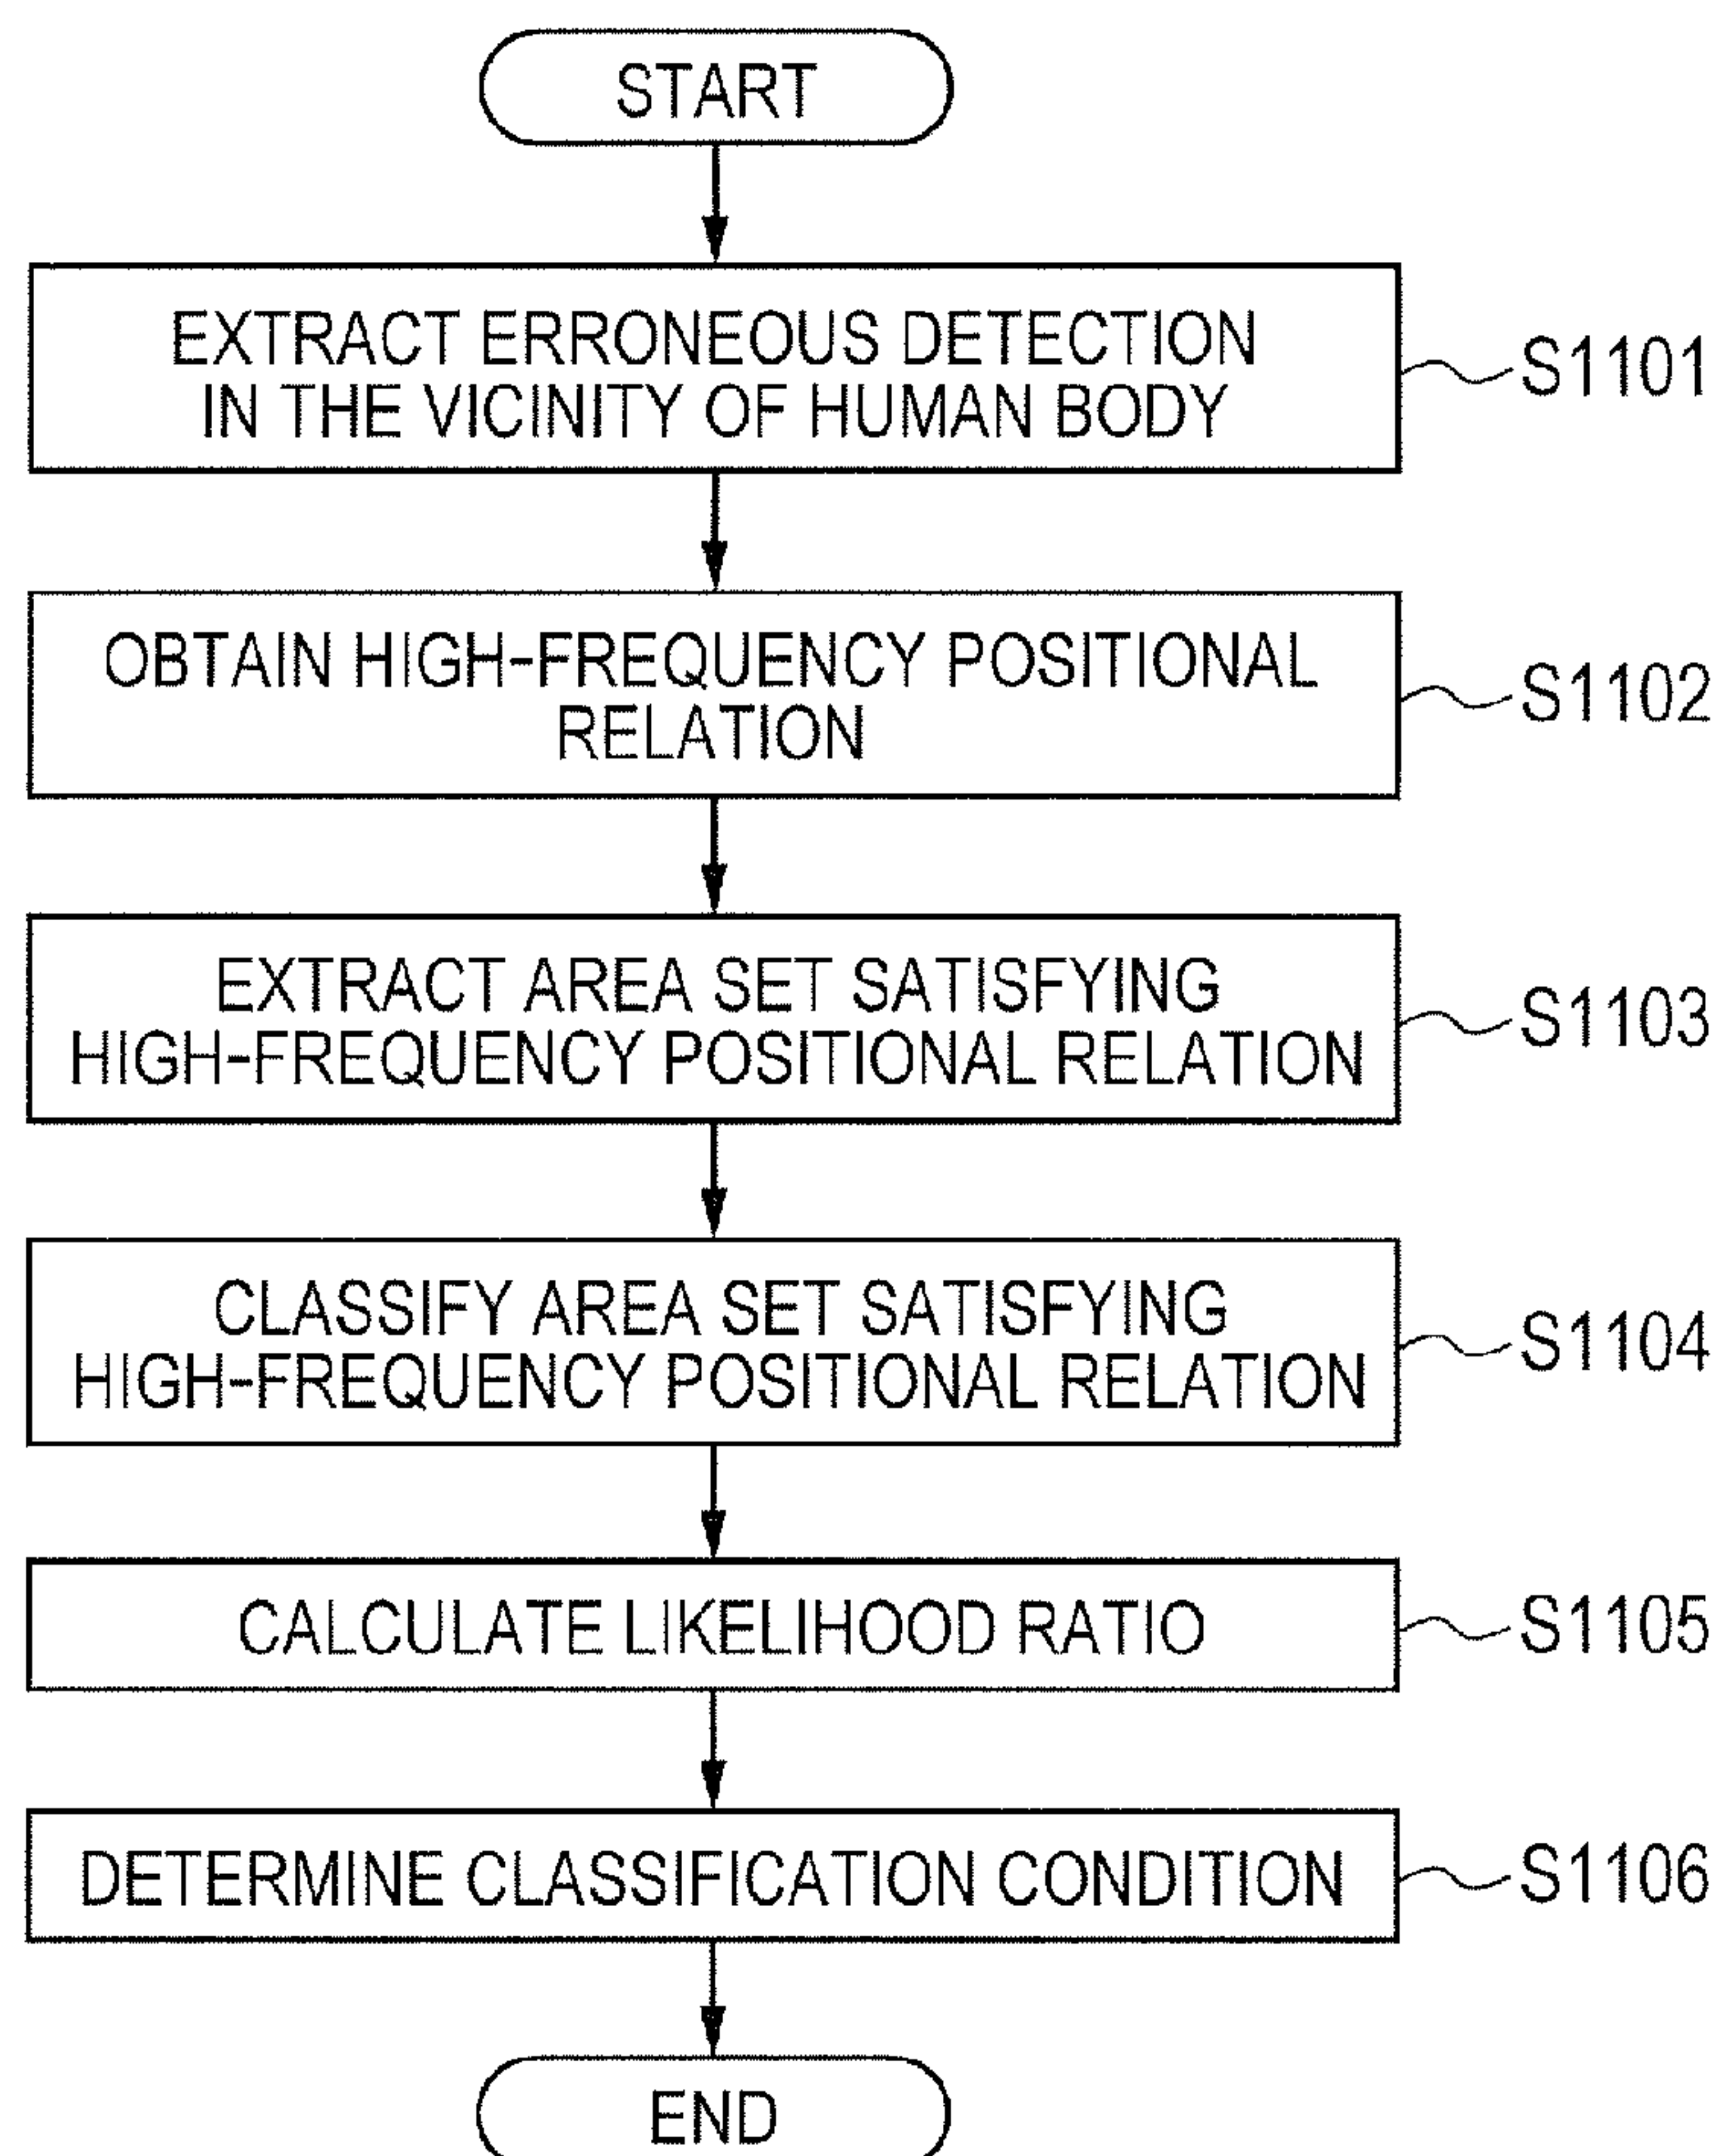 START
EXTRACT ERRONEOUS DETECTION
IN THE VICINITY OF HUMAN BODY
S1101
OBTAIN HIGH-FREQUENCY POSITIONAL
RELATION
S1102
EXTRACT AREA SET SATISFYING
HIGH-FREQUENCY POSITIONAL RELATION
S1103
CLASSIFY AREA SET SATISFYING
HIGH-FREQUENCY POSITIONAL RELATION
S1104
CALCULATE LIKELIHOOD RATIO
S1105
DETERMINE CLASSIFICATION CONDITION
S1106
END